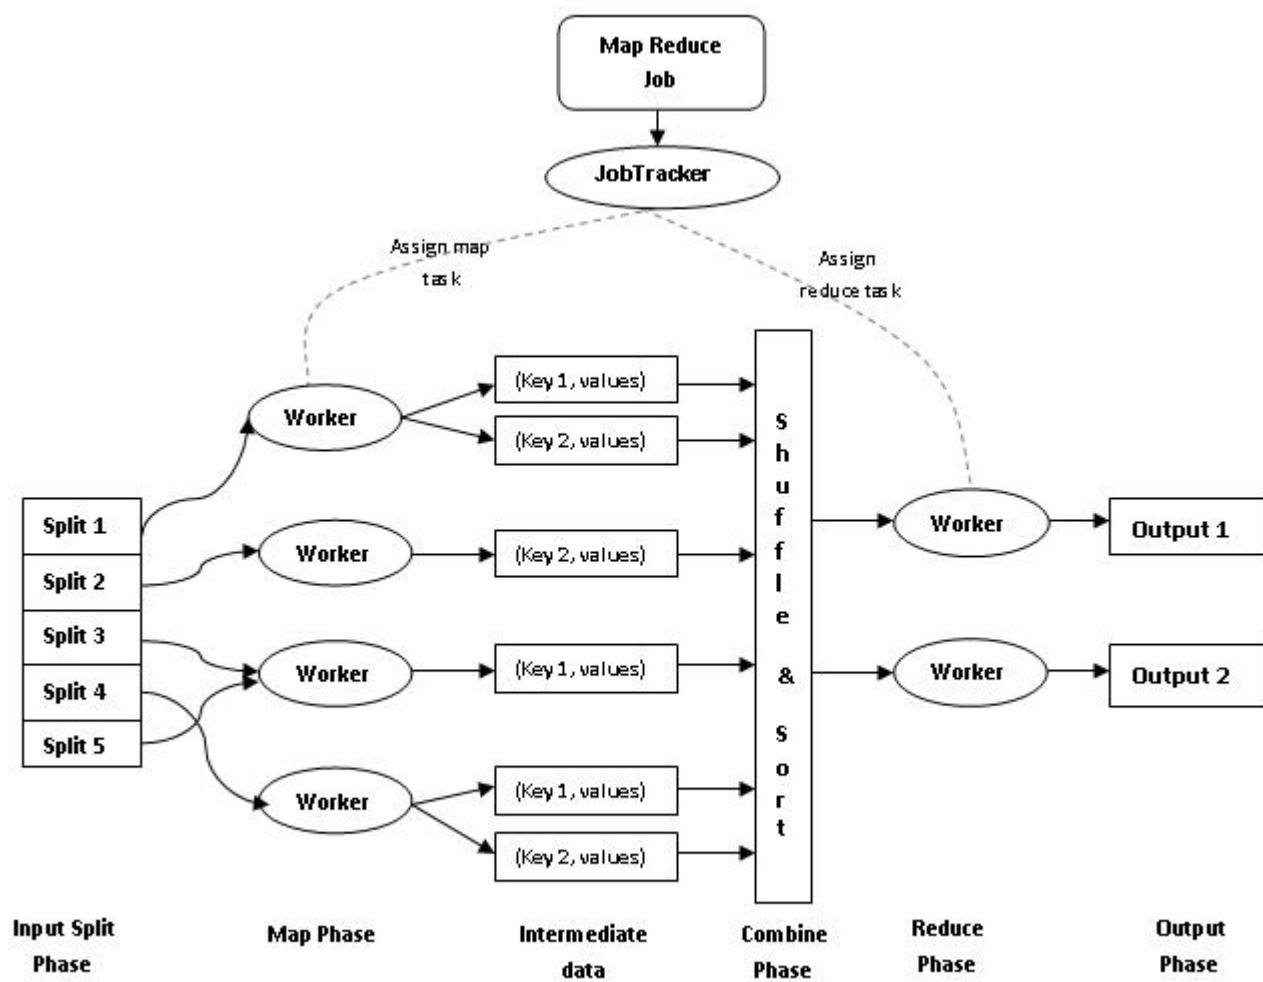 Map Reduce
Job
JobTracker
Assign map
task
Assign
reduce task
Split 1
Split 2
Split 3
Split 4
Split 5
Worker
Worker
Worker
Worker
(Key 1, values)
(Key 2, values)
(Key 2, values)
(Key 1, values)
(Key 1, values)
(Key 2, values)
Shuffle & Sort
Worker
Worker
Output 1
Output 2
Input Split
Phase
Map Phase
Intermediate
data
Combine
Phase
Reduce
Phase
Output
Phase